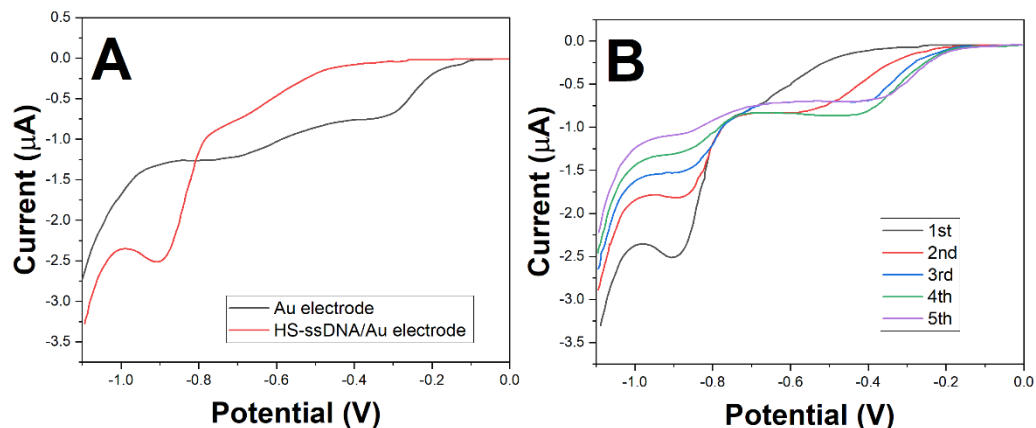 A
0.5
0.0
-0.5
-1.0
-1.5
-2.0
-2.5
-3.0
-3.5
Current (μA)
Au electrode
HS-ssDNA/Au electrode
-1.0 -0.8 -0.6 -0.4 -0.2 0.0
Potential (V)
B
0.0
-0.5
-1.0
-1.5
-2.0
-2.5
-3.0
-3.5
Current (μA)
1st
2nd
3rd
4th
5th
-1.0 -0.8 -0.6 -0.4 -0.2 0.0
Potential (V)